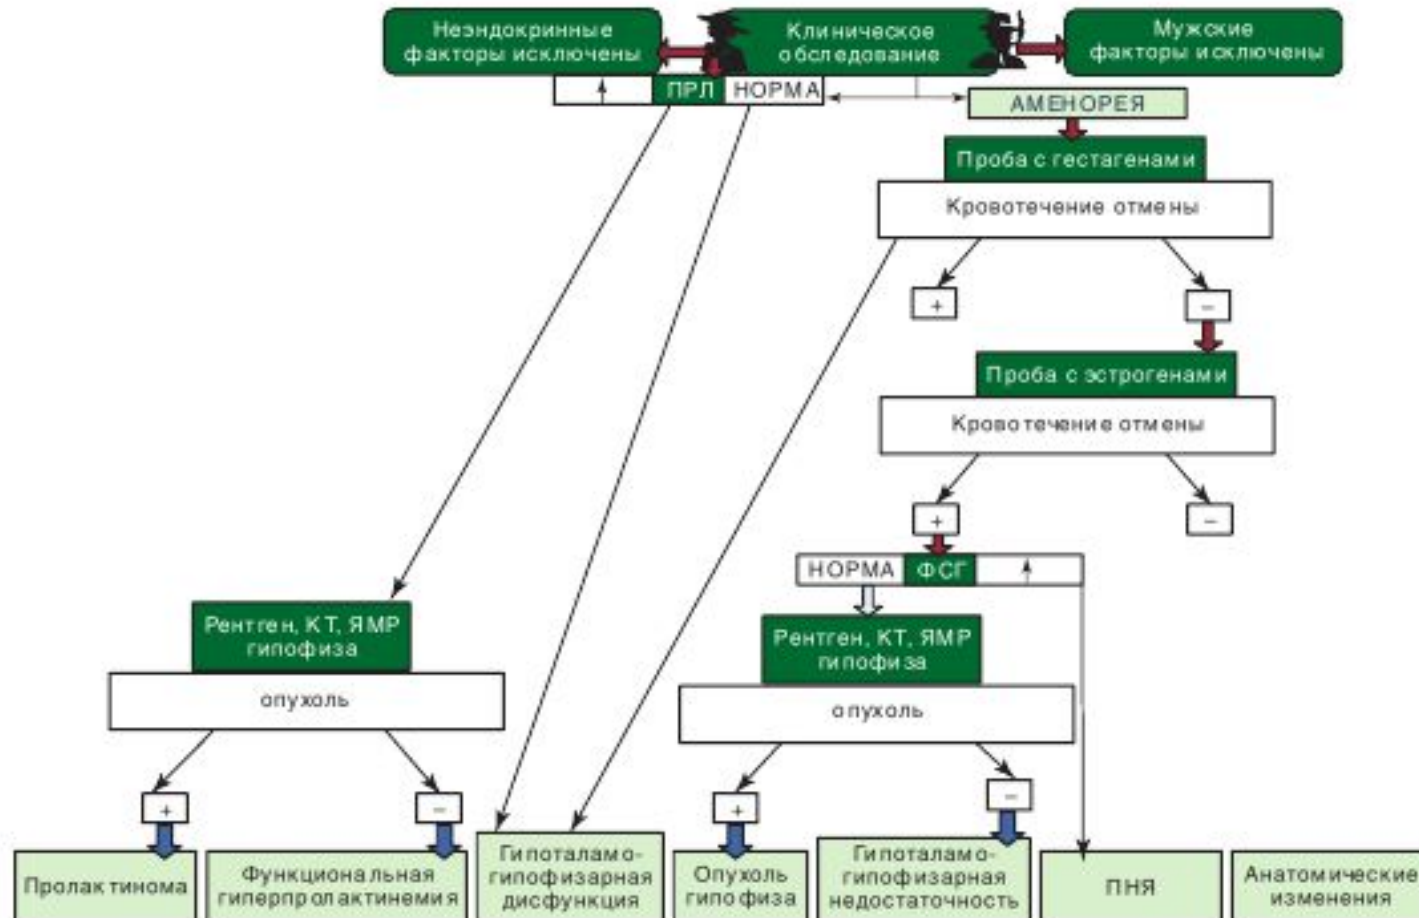 Неэндокринные
факторы исключены
Клиническое
обследование
Мужские
факторы исключены
ПРЛ НОРМА
АМЕНОРЕЯ
Проба с гестагенами
Кровотечение отмены
+
−
Проба с эстрогенами
Кровотечение отмены
+
−
НОРМА ФСГ
Рентген, КТ, ЯМР
гипофиза
опухоль
Рентген, КТ, ЯМР
гипофиза
опухоль
+
−
+
−
Пролактинома
Функциональная
гиперпролактинемия
Гипоталамо-
гипофизарная
дисфункция
Опухоль
гипофиза
Гипоталамо-
гипофизарная
недостаточность
ПНЯ
Анатомические
изменения